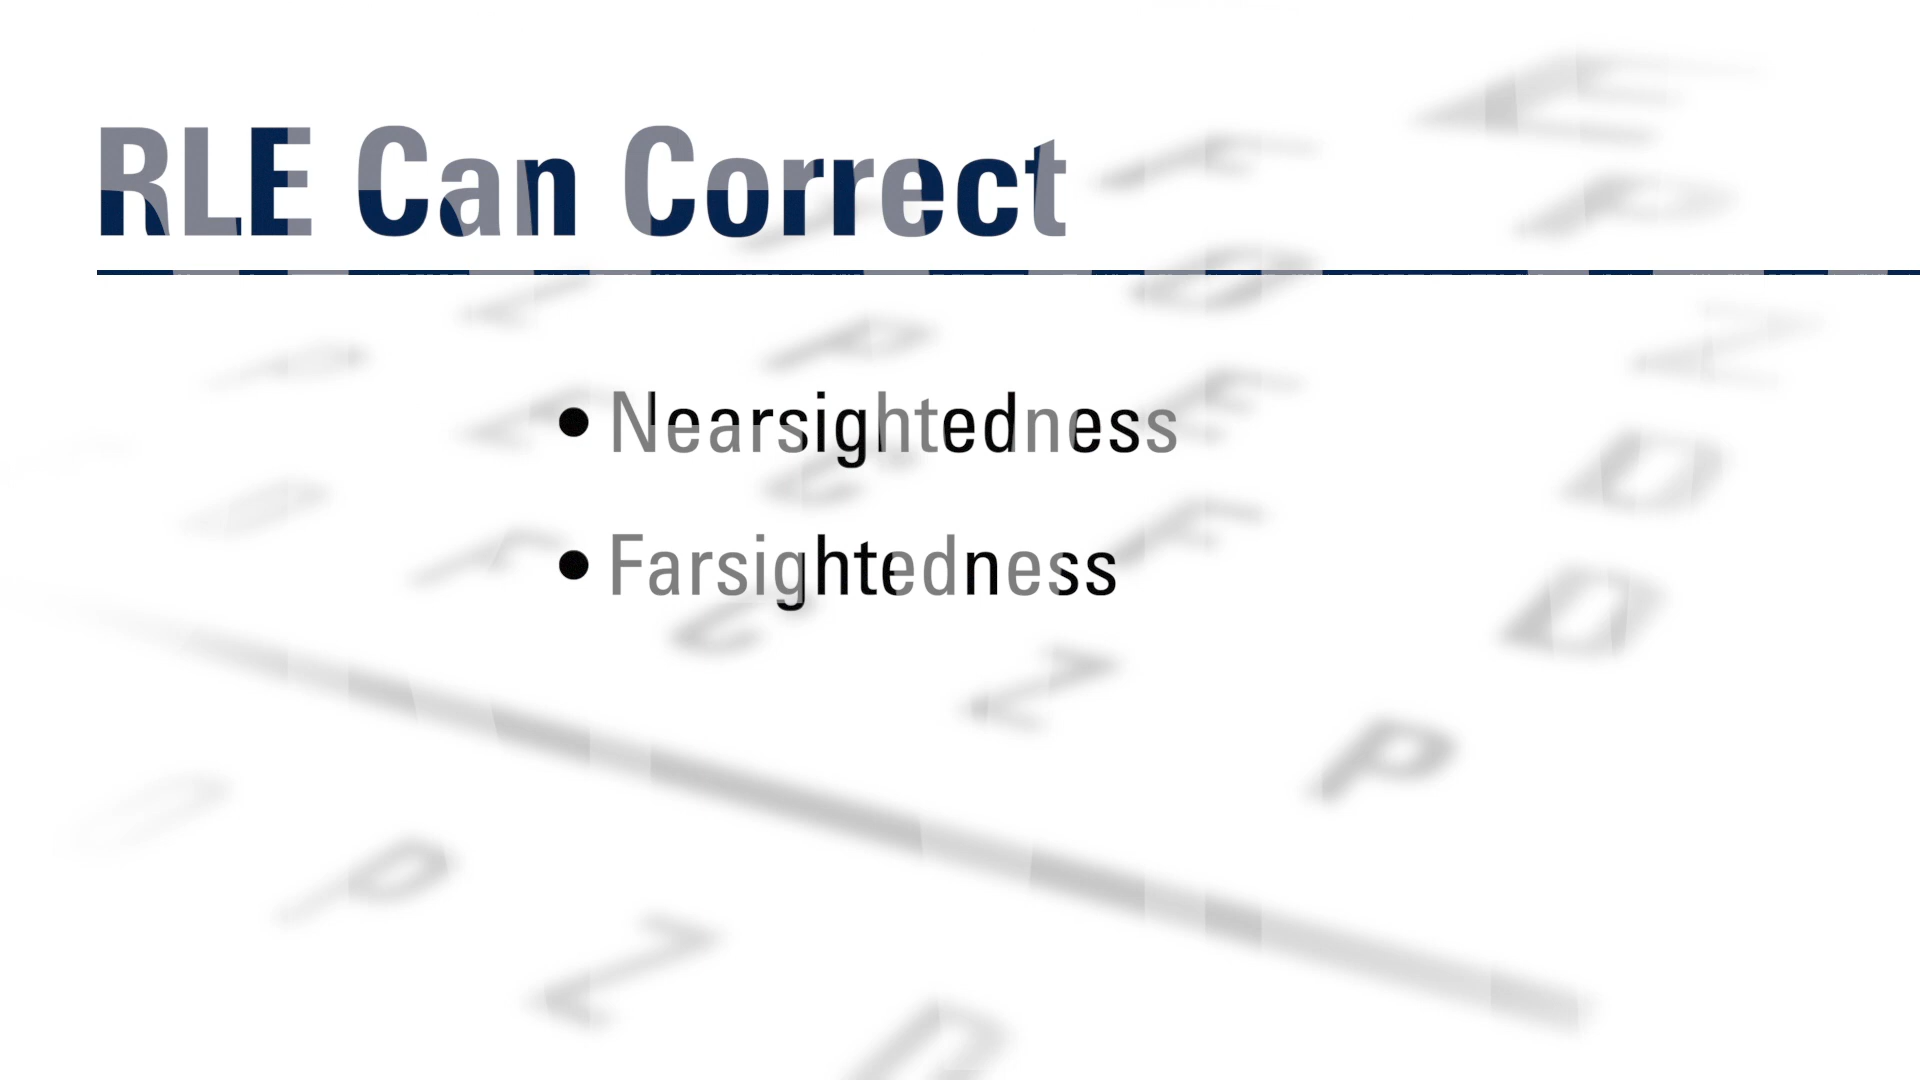 RLE Can Correct
• Nearsightedness
• Farsightedness